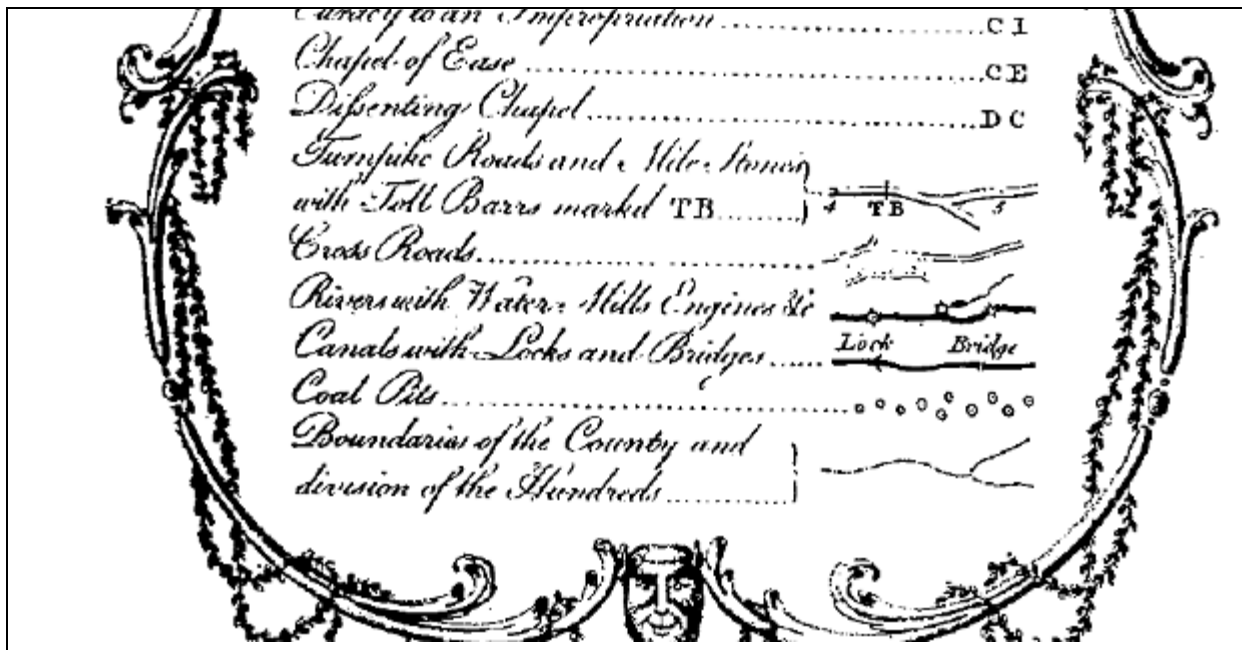 Curacy to an Impropriation ........................ C I
Chapel of Ease ........................ C E
Dissenting Chapel ........................ D C
Turnpike Roads and Mile Stones
with Toll Barrs markd TB ........ 4 TB 5
Cross Roads ........................
Rivers with Water Mills Engines &c
Canals with Locks and Bridges ...... Lock Bridge
Coal Pits ........................
Boundaries of the County and
division of the Hundreds ............